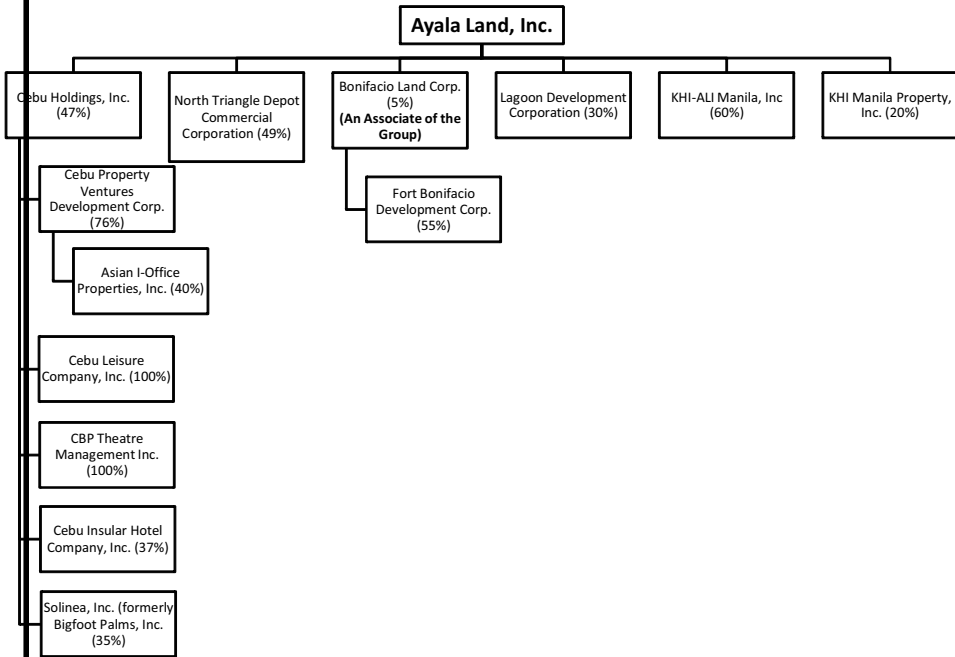 Ayala Land, Inc.
Cebu Holdings, Inc.
(47%)
North Triangle Depot
Commercial
Corporation (49%)
Bonifacio Land Corp.
(5%)
(An Associate of the
Group)
Lagoon Development
Corporation (30%)
KHI-ALI Manila, Inc
(60%)
KHI Manila Property,
Inc. (20%)
Cebu Property
Ventures
Development Corp.
(76%)
Fort Bonifacio
Development Corp.
(55%)
Asian I-Office
Properties, Inc. (40%)
Cebu Leisure
Company, Inc. (100%)
CBP Theatre
Management Inc.
(100%)
Cebu Insular Hotel
Company, Inc. (37%)
Solinea, Inc. (formerly
Bigfoot Palms, Inc.
(35%)